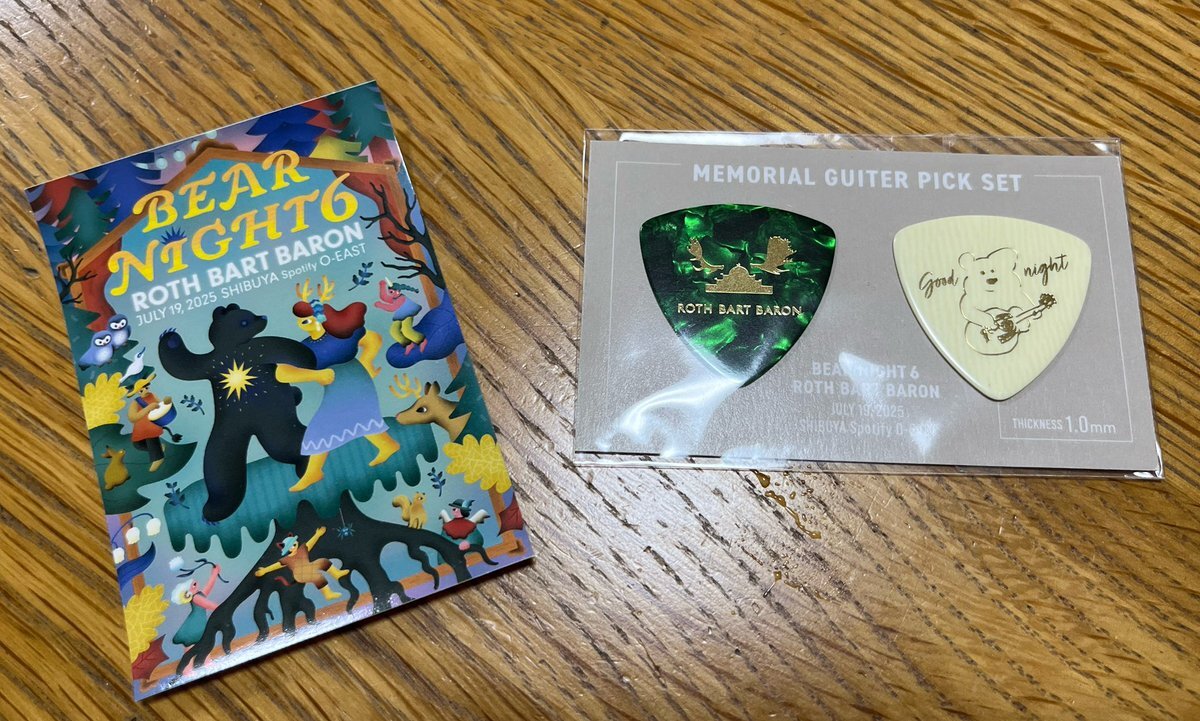 BEAR
NIGHT6
ROTH BART BARON
JULY 19, 2025 SHIBUYA Spotify O-EAST
MEMORIAL GUITER PICK SET
ROTH BART BARON
Good night
BEAR NIGHT 6
ROTH BART BARON
JULY 19, 2025
SHIBUYA Spotify O-EAST
THICKNESS 1.0mm